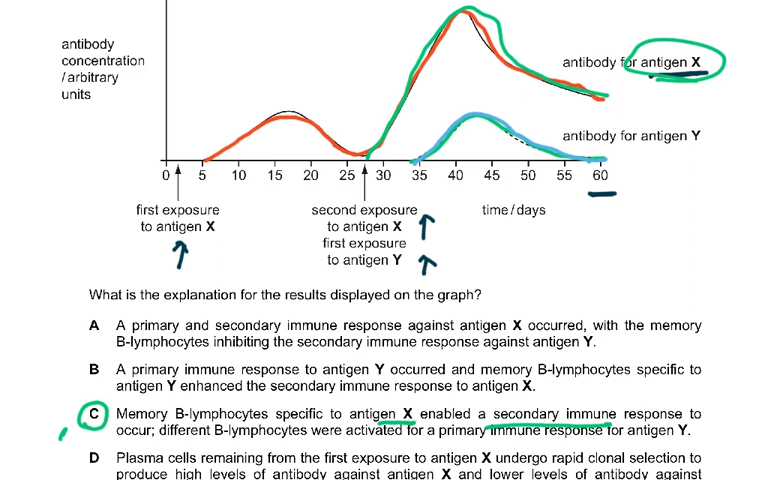 antibody
concentration
/ arbitrary
units
antibody for antigen X
antibody for antigen Y
0 5 10 15 20 25 30 35 40 45 50 55 60
first exposure
to antigen X
second exposure
to antigen X
first exposure
to antigen Y
time / days
What is the explanation for the results displayed on the graph?
A A primary and secondary immune response against antigen X occurred, with the memory
B-lymphocytes inhibiting the secondary immune response against antigen Y.
B A primary immune response to antigen Y occurred and memory B-lymphocytes specific to
antigen Y enhanced the secondary immune response to antigen X.
C Memory B-lymphocytes specific to antigen X enabled a secondary immune response to
occur; different B-lymphocytes were activated for a primary immune response for antigen Y.
D Plasma cells remaining from the first exposure to antigen X undergo rapid clonal selection to
produce high levels of antibody against antigen X and lower levels of antibody against